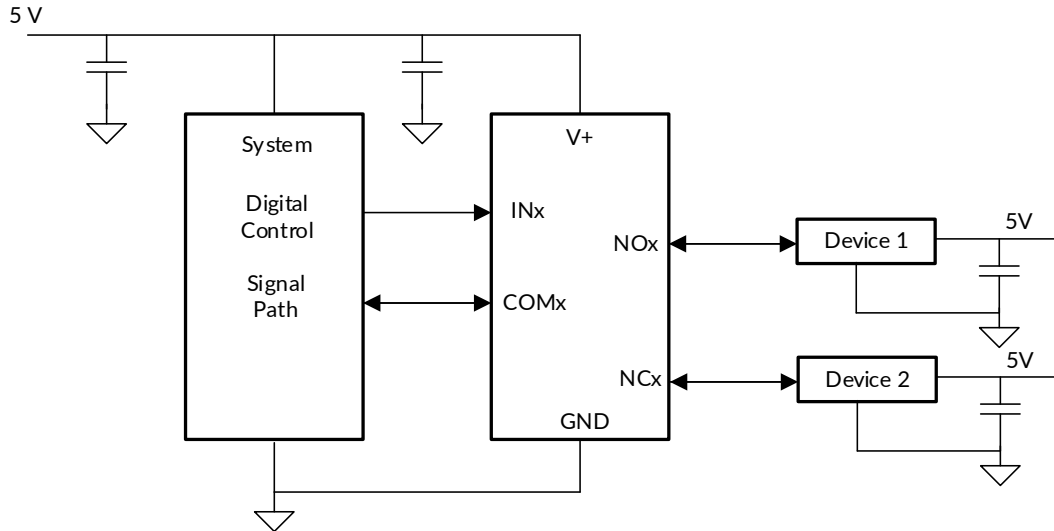 5 V
System
Digital
Control
Signal
Path
V+
INx
COMx
NOx
NCx
GND
Device 1
5V
Device 2
5V